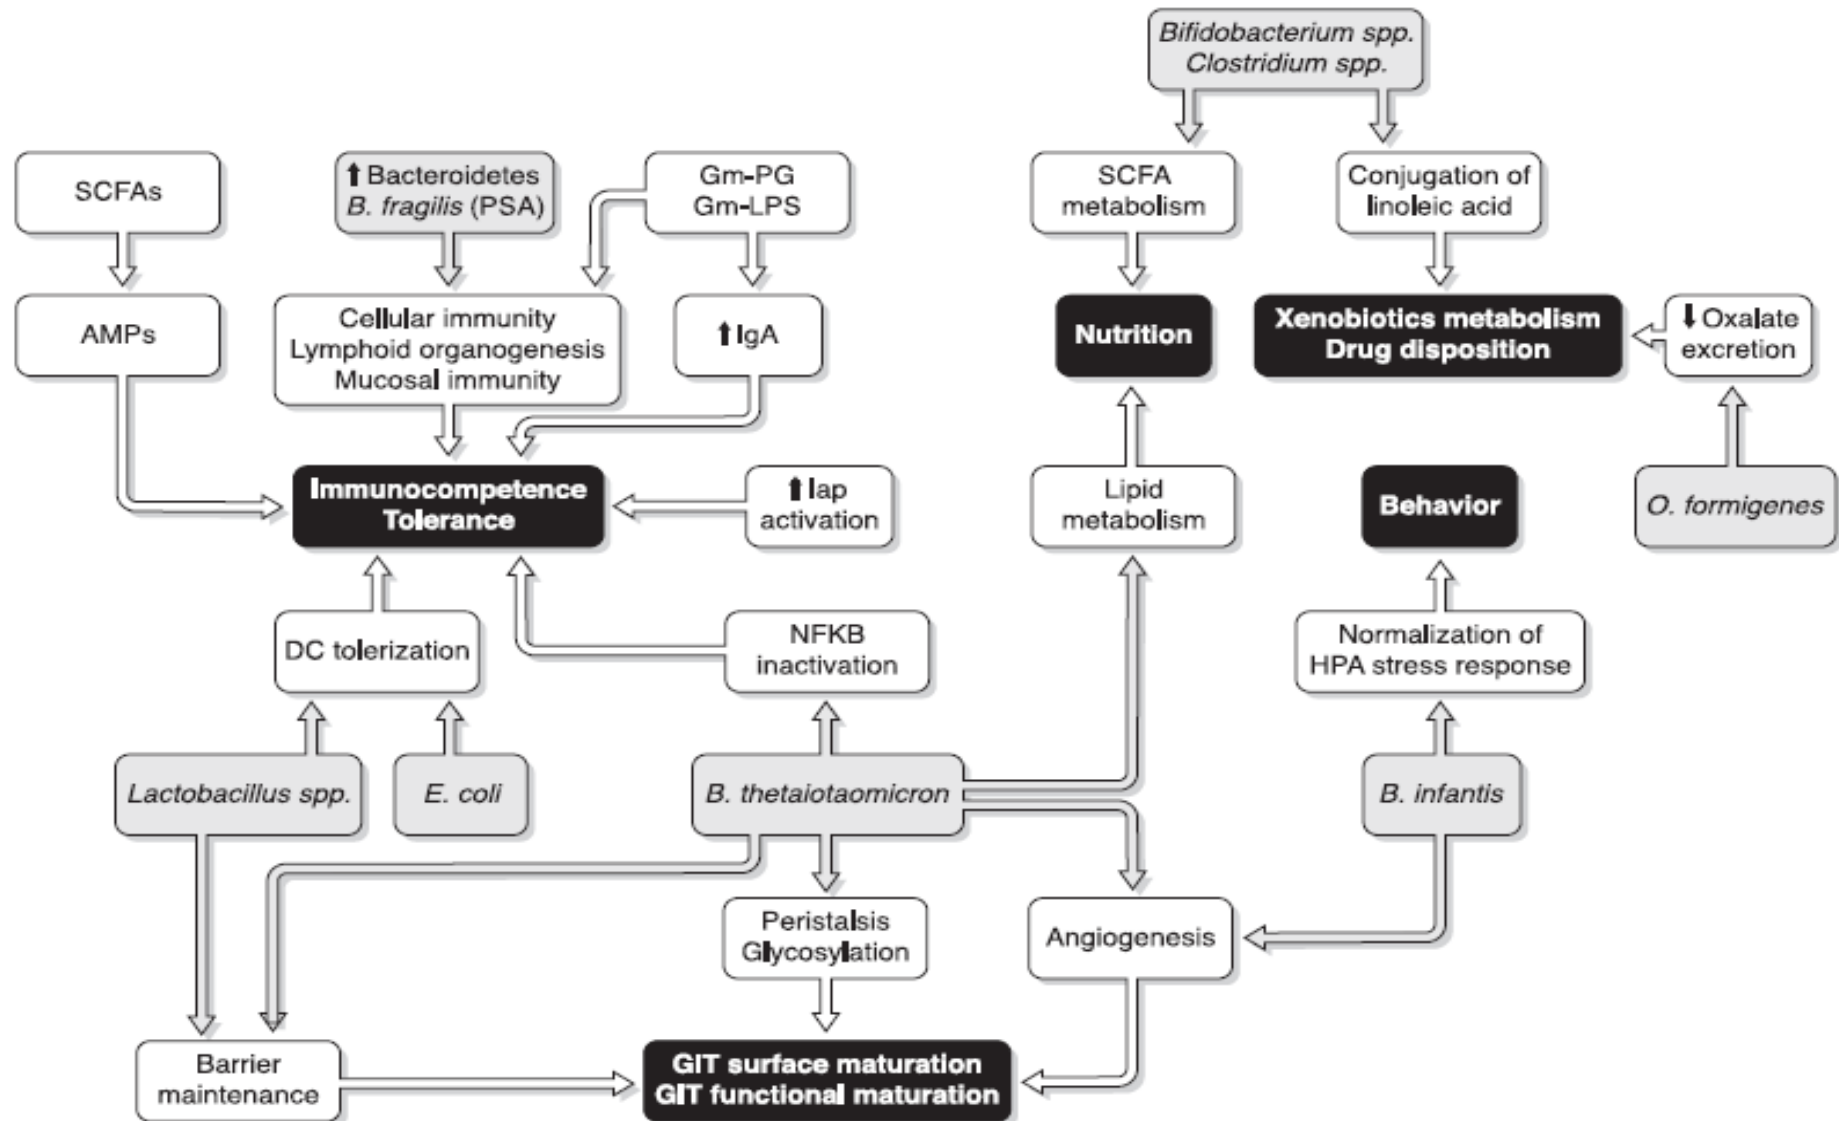 Bifidobacterium spp.
Clostridium spp.
SCFAs
⬆ Bacteroidetes
B. fragilis (PSA)
Gm-PG
Gm-LPS
SCFA
metabolism
Conjugation of
linoleic acid
AMPs
Cellular immunity
Lymphoid organogenesis
Mucosal immunity
⬆ IgA
Nutrition
Xenobiotics metabolism
Drug disposition
⬇ Oxalate
excretion
Immunocompetence
Tolerance
⬆ Iap
activation
Lipid
metabolism
Behavior
O. formigenes
DC tolerization
NFKB
inactivation
Normalization of
HPA stress response
Lactobacillus spp.
E. coli
B. thetaiotaomicron
B. infantis
Peristalsis
Glycosylation
Angiogenesis
Barrier
maintenance
GIT surface maturation
GIT functional maturation